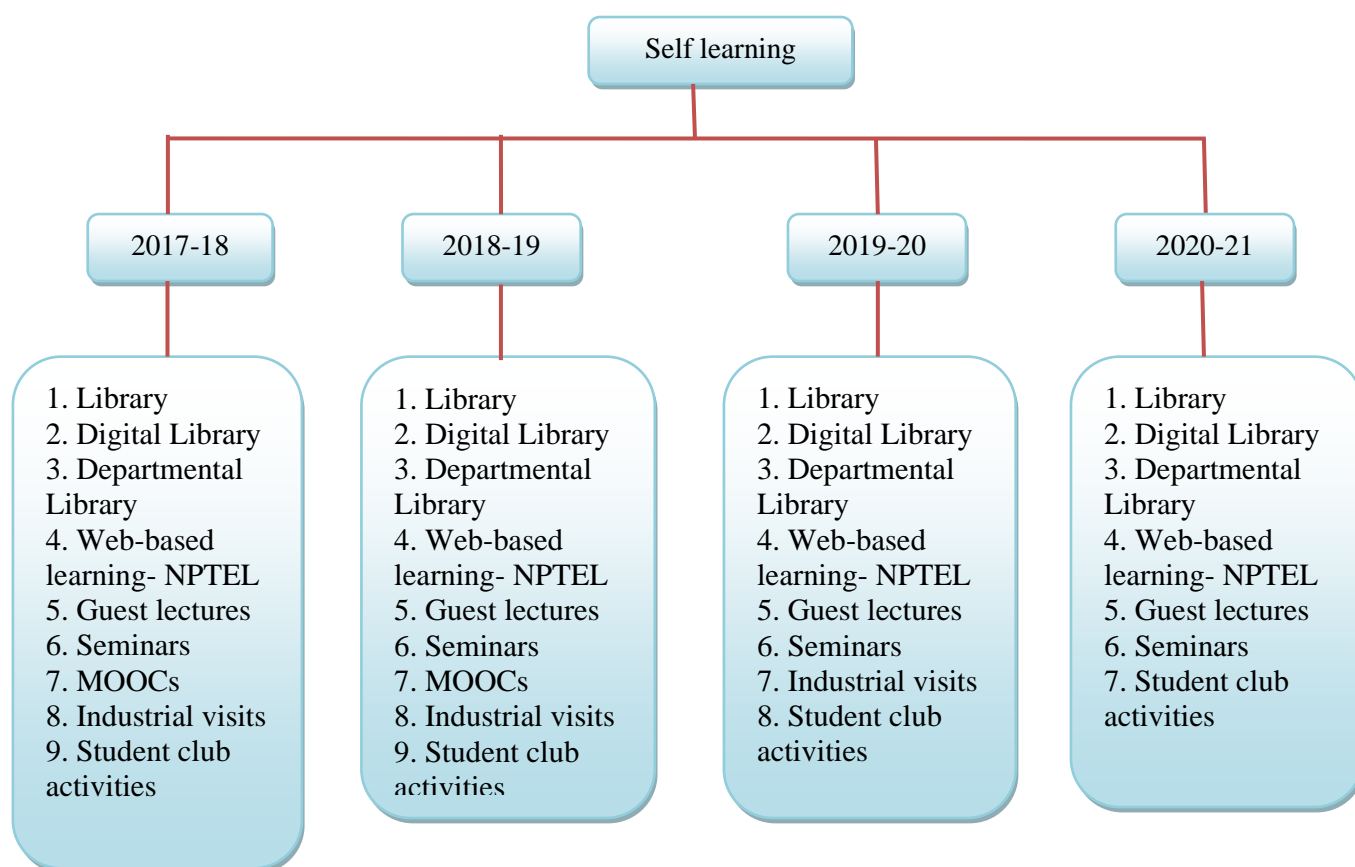 Self learning
2017-18
2018-19
2019-20
2020-21
1. Library
2. Digital Library
3. Departmental
Library
4. Web-based
learning- NPTEL
5. Guest lectures
6. Seminars
7. MOOCs
8. Industrial visits
9. Student club
activities
1. Library
2. Digital Library
3. Departmental
Library
4. Web-based
learning- NPTEL
5. Guest lectures
6. Seminars
7. MOOCs
8. Industrial visits
9. Student club
activities
1. Library
2. Digital Library
3. Departmental
Library
4. Web-based
learning- NPTEL
5. Guest lectures
6. Seminars
7. Industrial visits
8. Student club
activities
1. Library
2. Digital Library
3. Departmental
Library
4. Web-based
learning- NPTEL
5. Guest lectures
6. Seminars
7. Student club
activities